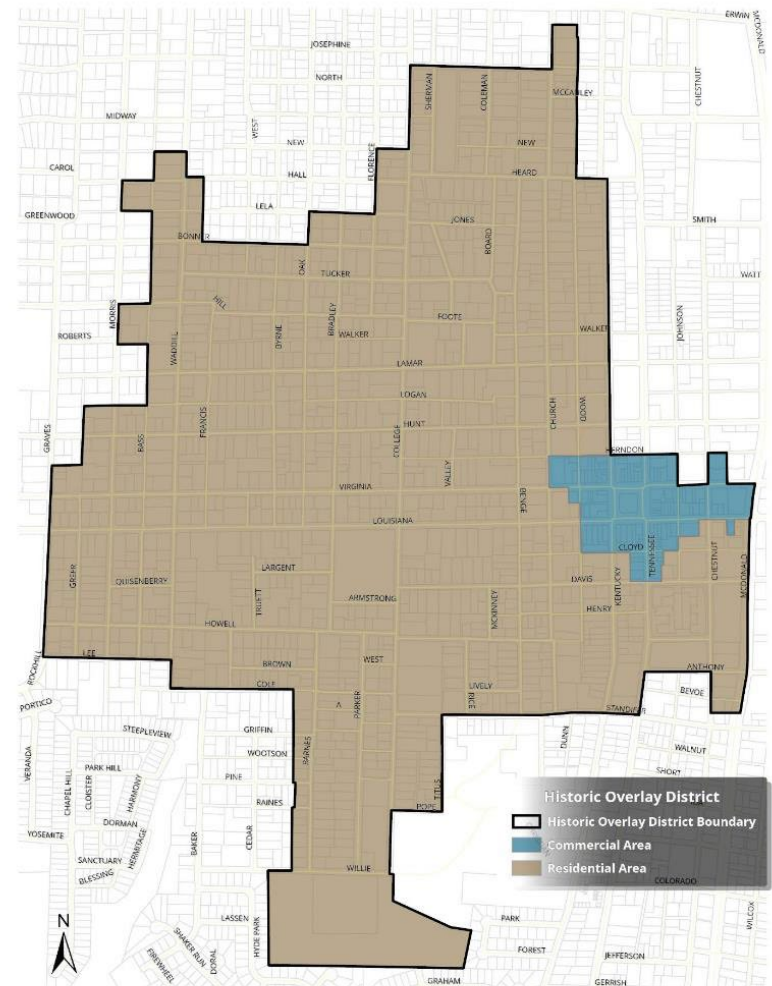 ERWIN
MCDONALD
JOSEPHINE
NORTH
SHERMAN
COLEMAN
CHESTNUT
MCCAULEY
MIDWAY
WEST
NEW
NEW
FLORENCE
CAROL
HALL
HEARD
LELA
GREENWOOD
JONES
SMITH
BONNER
BOARD
OAK
TUCKER
WATT
HILL
MORRIS
BRADLEY
FOOTE
JOHNSON
ROBERTS
WADDILL
BYRNE
WALKER
WALKER
LAMAR
LOGAN
FRANCIS
CHURCH
WOOD
HUNT
GRAVES
BASS
COLLEGE
HERNDON
VALLEY
VIRGINIA
BENGE
LOUISIANA
CLOYD
TENNESSEE
CHESTNUT
MCDONALD
GREER
QUISENBERRY
LARGENT
DAVIS
KENTUCKY
TRUETT
ARMSTRONG
MCKINNEY
HENRY
HOWELL
LEE
WEST
BROWN
ANTHONY
ROCKHILL
COLE
LIVELY
BEVOE
PORTICO
A
PARKER
RICE
STANDIFER
STEEPLEVIEW
GRIFFIN
BARNES
DUNN
WALNUT
WOOTSON
VERANDA
CHAPEL HILL
CLOISTER
PARK HILL
HARMONY
PINE
SHORT
TITUS
Historic Overlay District
RAINES
POPE
Historic Overlay District Boundary
DORMAN
YOSEMITE
HERMITAGE
BAKER
CEDAR
Commercial Area
SANCTUARY
BLESSING
WILLIE
Residential Area
COLORADO
N
LASSEN
HYDE PARK
PARK
WILCOX
SHAKER RUN
FIREWHEEL
DORAL
FOREST
JEFFERSON
GRAHAM
GERRISH